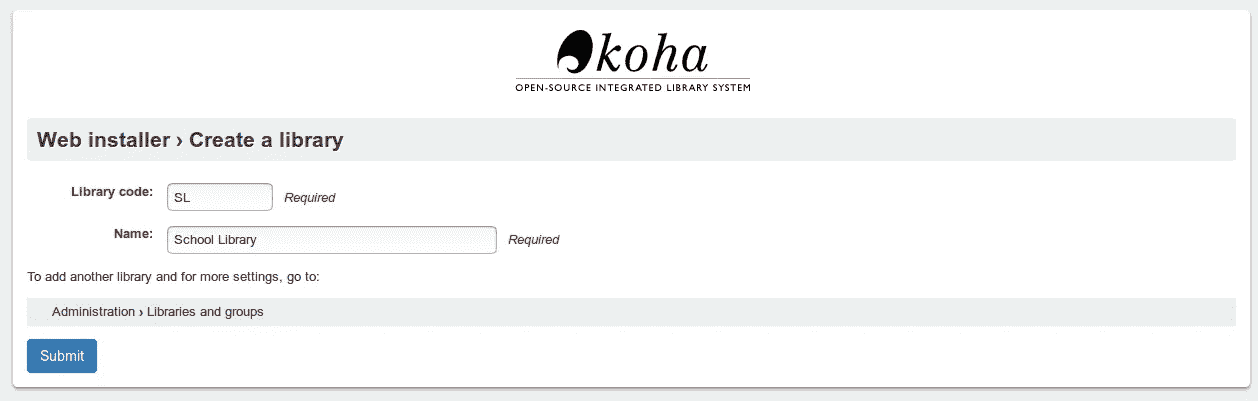 koha
OPEN-SOURCE INTEGRATED LIBRARY SYSTEM
Web installer › Create a library
Library code: SL Required
Name: School Library Required
To add another library and for more settings, go to:
Administration › Libraries and groups
Submit